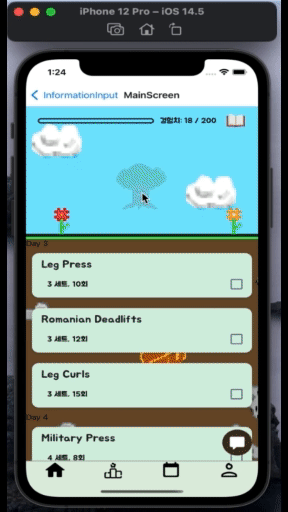 iPhone 12 Pro – iOS 14.5
1:24
InformationInput MainScreen
경험치: 18 / 200
Day 3
Leg Press
3 세트, 10회
Romanian Deadlifts
3 세트, 12회
Leg Curls
3 세트, 15회
Day 4
Military Press
4 세트, 8회